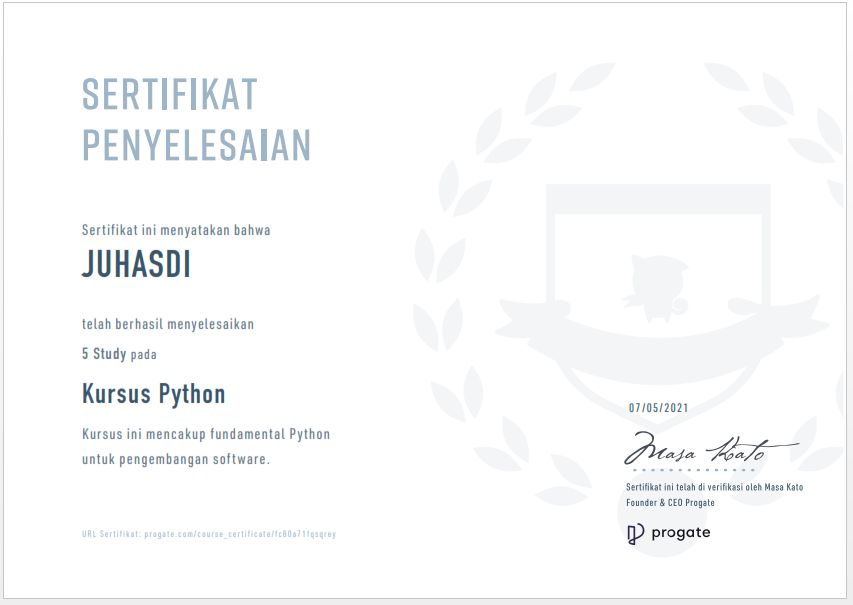 SERTIFIKAT
PENYELESAIAN
Sertifikat ini menyatakan bahwa
JUHASDI
telah berhasil menyelesaikan
5 Study pada
Kursus Python
Kursus ini mencakup fundamental Python
untuk pengembangan software.
07/05/2021
Masa Kato
Sertifikat ini telah di verifikasi oleh Masa Kato
Founder & CEO Progate
progate
URL Sertifikat: progate.com/course_certificate/fc80a71fqsqrey